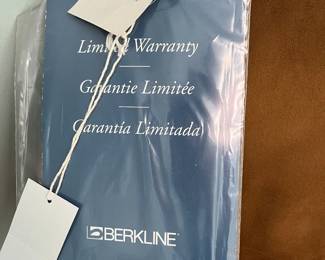 Limited Warranty
Garantie Limitée
Garantía Limitada
BERKLINE